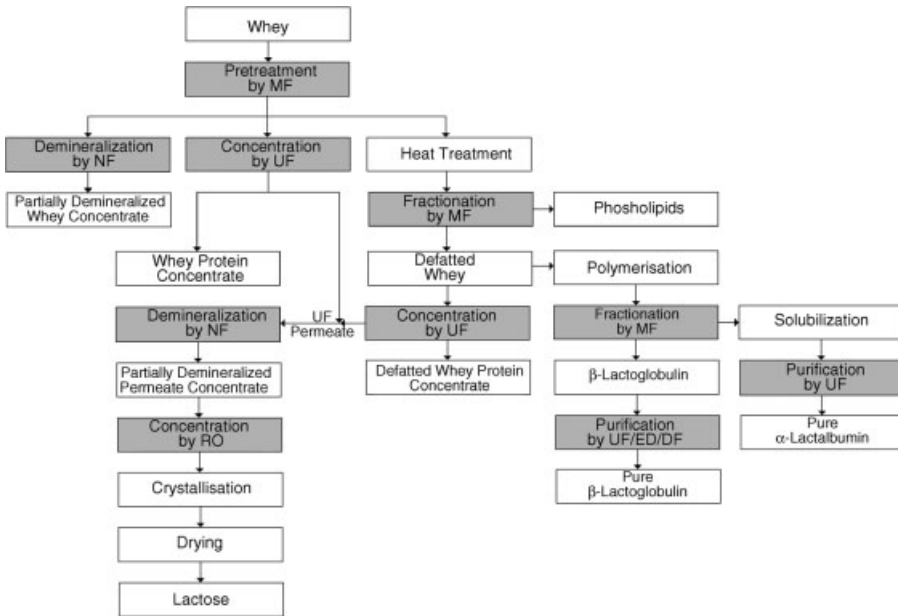 Whey
Pretreatment
by MF
Demineralization
by NF
Concentration
by UF
Heat Treatment
Partially Demineralized
Whey Concentrate
Fractionation
by MF
Phosholipids
Whey Protein
Concentrate
Defatted
Whey
Polymerisation
Demineralization
by NF
UF
Permeate
Concentration
by UF
Fractionation
by MF
Solubilization
Partially Demineralized
Permeate Concentrate
Defatted Whey Protein
Concentrate
β-Lactoglobulin
Purification
by UF
Concentration
by RO
Purification
by UF/ED/DF
Pure
α-Lactalbumin
Crystallisation
Pure
β-Lactoglobulin
Drying
Lactose